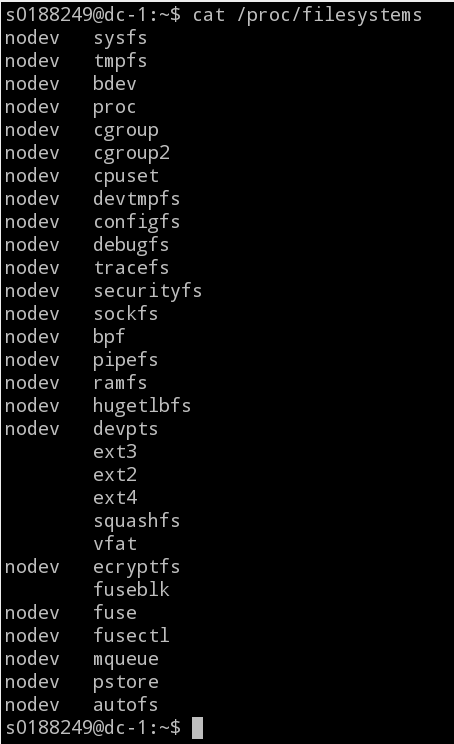 s0188249@dc-1:~$ cat /proc/filesystems
nodev   sysfs
nodev   tmpfs
nodev   bdev
nodev   proc
nodev   cgroup
nodev   cgroup2
nodev   cpuset
nodev   devtmpfs
nodev   configfs
nodev   debugfs
nodev   tracefs
nodev   securityfs
nodev   sockfs
nodev   bpf
nodev   pipefs
nodev   ramfs
nodev   hugetlbfs
nodev   devpts
        ext3
        ext2
        ext4
        squashfs
        vfat
nodev   ecryptfs
        fuseblk
nodev   fuse
nodev   fusectl
nodev   mqueue
nodev   pstore
nodev   autofs
s0188249@dc-1:~$